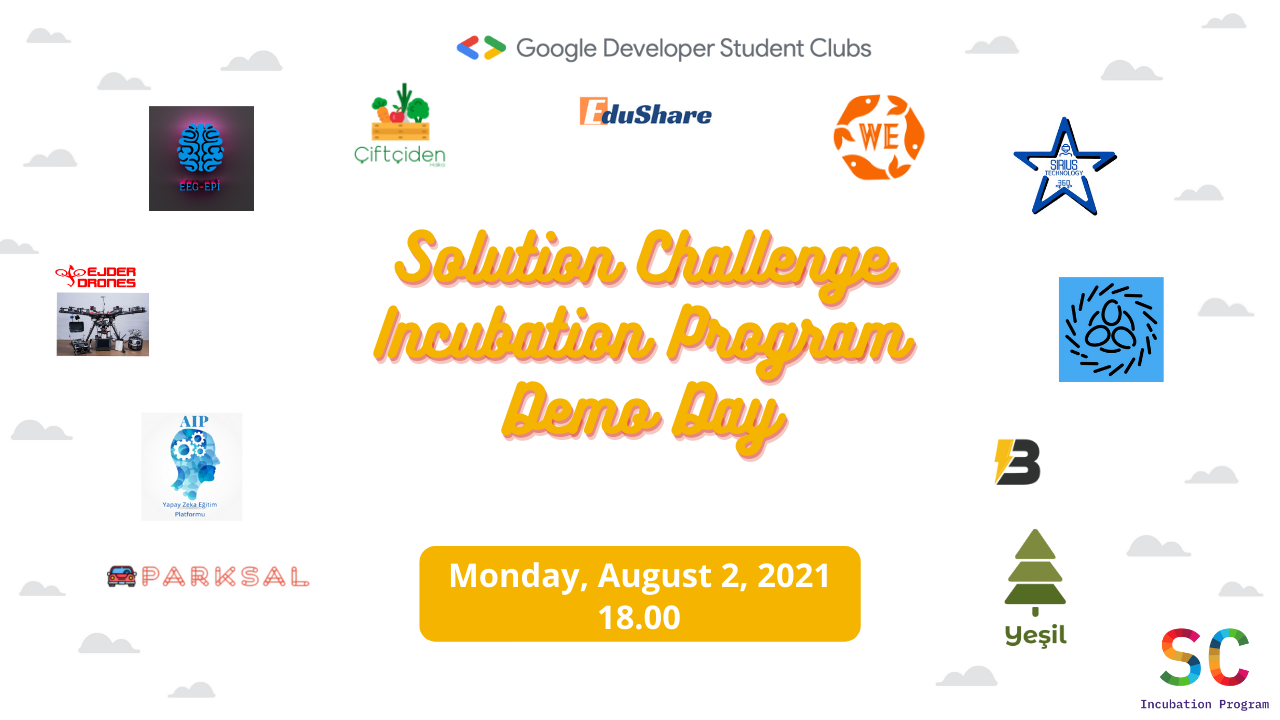 Google Developer Student Clubs
EEG-EPİ
Çiftçiden
EduShare
WE
SIRIUS
TECHNOLOGY
360
EJDER
DRONES
Solution Challenge
Incubation Program
Demo Day
AIP
Yapay Zeka Eğitim
Platformu
B
PARKSAL
Monday, August 2, 2021
18.00
Yeşil
SC
Incubation Program